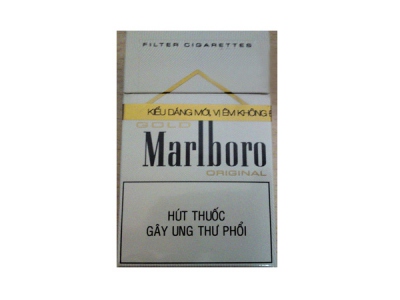 FILTER CIGARETTES
KIỂU DÁNG MỚI, VỊ ÊM KHÔNG
GOLD
Marlboro
ORIGINAL
HÚT THUỐC
GÂY UNG THƯ PHỔI